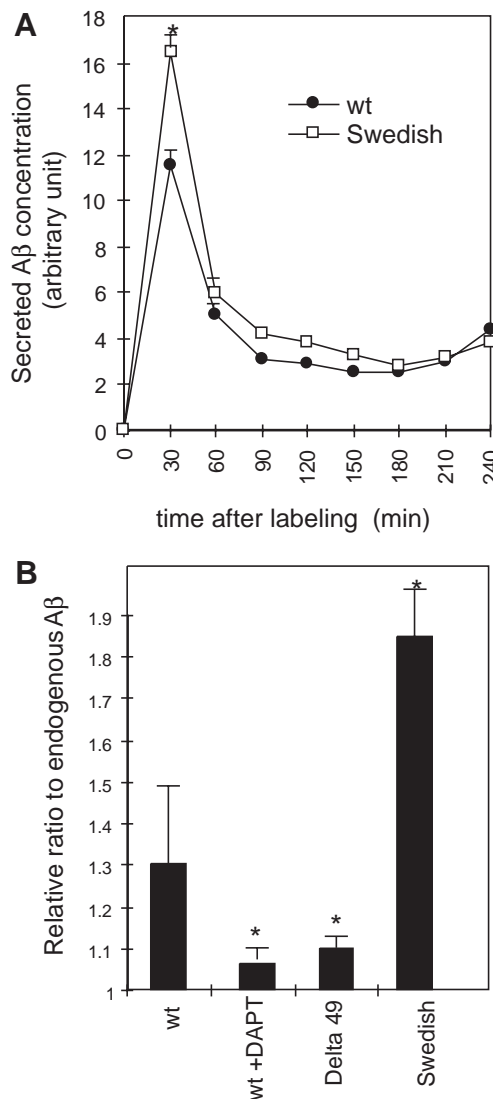 A
18
*
16
14
12
10
8
6
4
2
0
wt
Swedish
Secreted Aβ concentration
(arbitrary unit)
0
30
60
90
120
150
180
210
240
time after labeling (min)
B
Relative ratio to endogenous Aβ
1.9
1.8
1.7
1.6
1.5
1.4
1.3
1.2
1.1
1
*
*
*
wt
wt +DAPT
Delta 49
Swedish